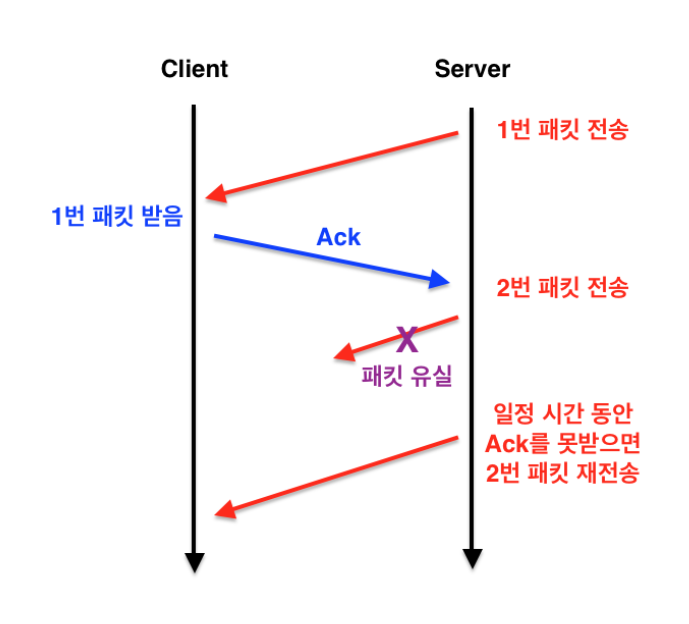 Client
Server
1번 패킷 전송
1번 패킷 받음
Ack
2번 패킷 전송
X
패킷 유실
일정 시간 동안
Ack를 못받으면
2번 패킷 재전송